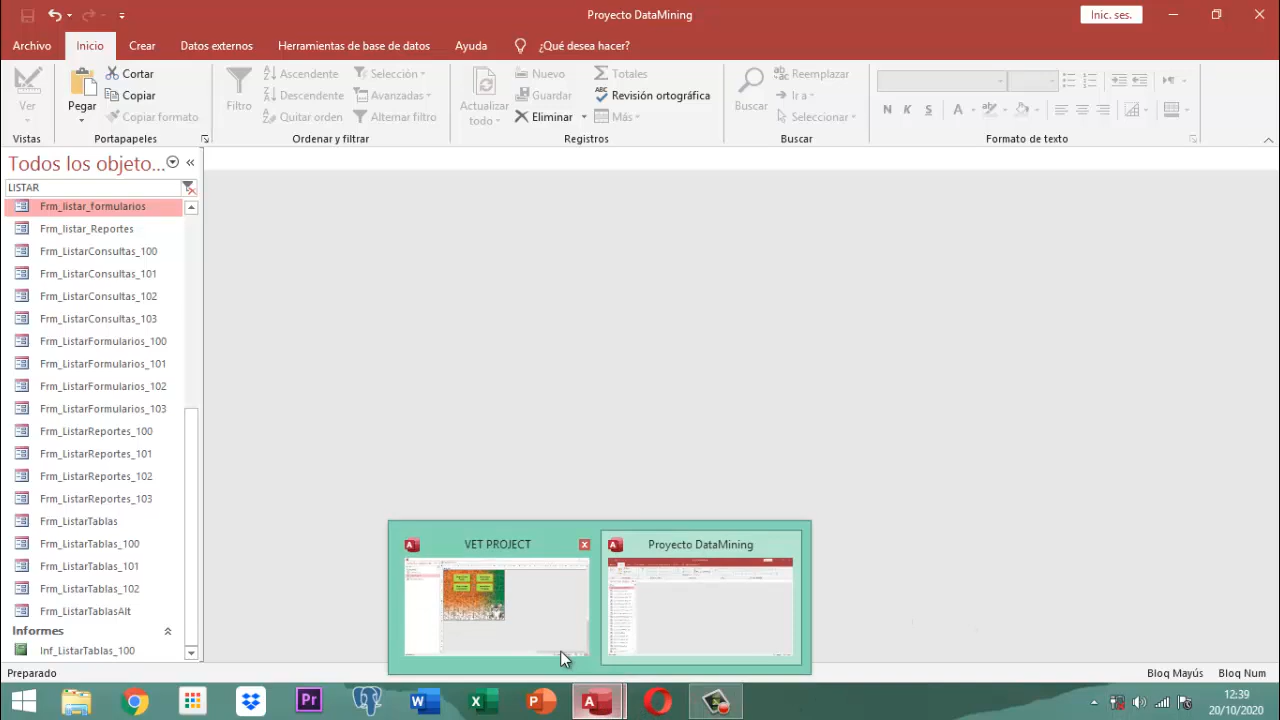 Proyecto DataMining
Inic. ses.
Archivo Inicio Crear Datos externos Herramientas de base de datos Ayuda ¿Qué desea hacer?
Ver
Vistas
Pegar
Cortar
Copiar
Copiar formato
Portapapeles
Filtro
Ascendente
Descendente
Quitar orden
Selección
Avanzadas
Alternar filtro
Ordenar y filtrar
Actualizar
todo
Nuevo
Guardar
Eliminar
Totales
Revisión ortográfica
Más
Registros
Buscar
Reemplazar
Ir a
Seleccionar
Buscar
N K S
Formato de texto
Todos los objeto...
LISTAR
Frm_listar_formularios
Frm_listar_Reportes
Frm_ListarConsultas_100
Frm_ListarConsultas_101
Frm_ListarConsultas_102
Frm_ListarConsultas_103
Frm_ListarFormularios_100
Frm_ListarFormularios_101
Frm_ListarFormularios_102
Frm_ListarFormularios_103
Frm_ListarReportes_100
Frm_ListarReportes_101
Frm_ListarReportes_102
Frm_ListarReportes_103
Frm_ListarTablas
Frm_ListarTablas_100
Frm_ListarTablas_101
Frm_ListarTablas_102
Frm_ListarTablasAlt
Informes
Inf_ListarTablas_100
VET PROJECT
Proyecto DataMining
Preparado
Bloq Mayús Bloq Num
12:39
20/10/2020